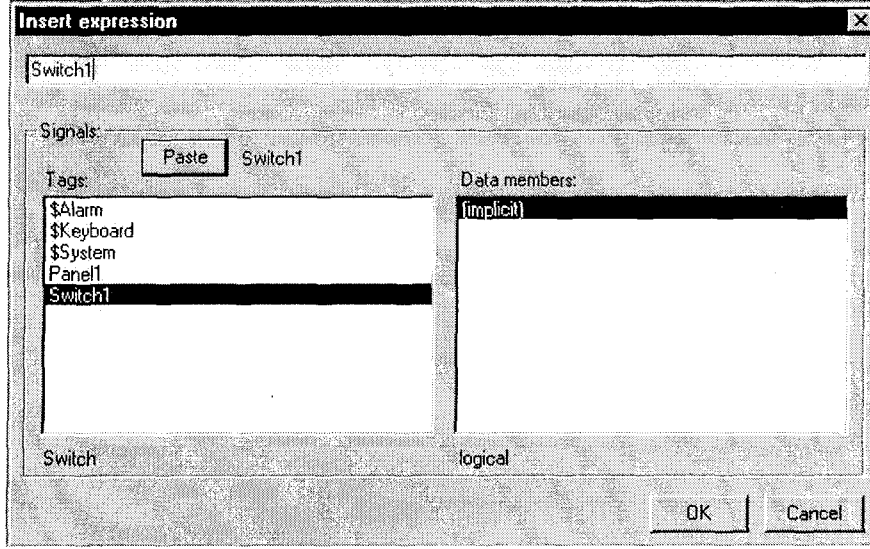 Insert expression
Switch1
Signals:
Paste Switch1
Tags: Data members:
$Alarm (implicit)
$Keyboard
$System
Panel1
Switch1
Switch logical
OK Cancel